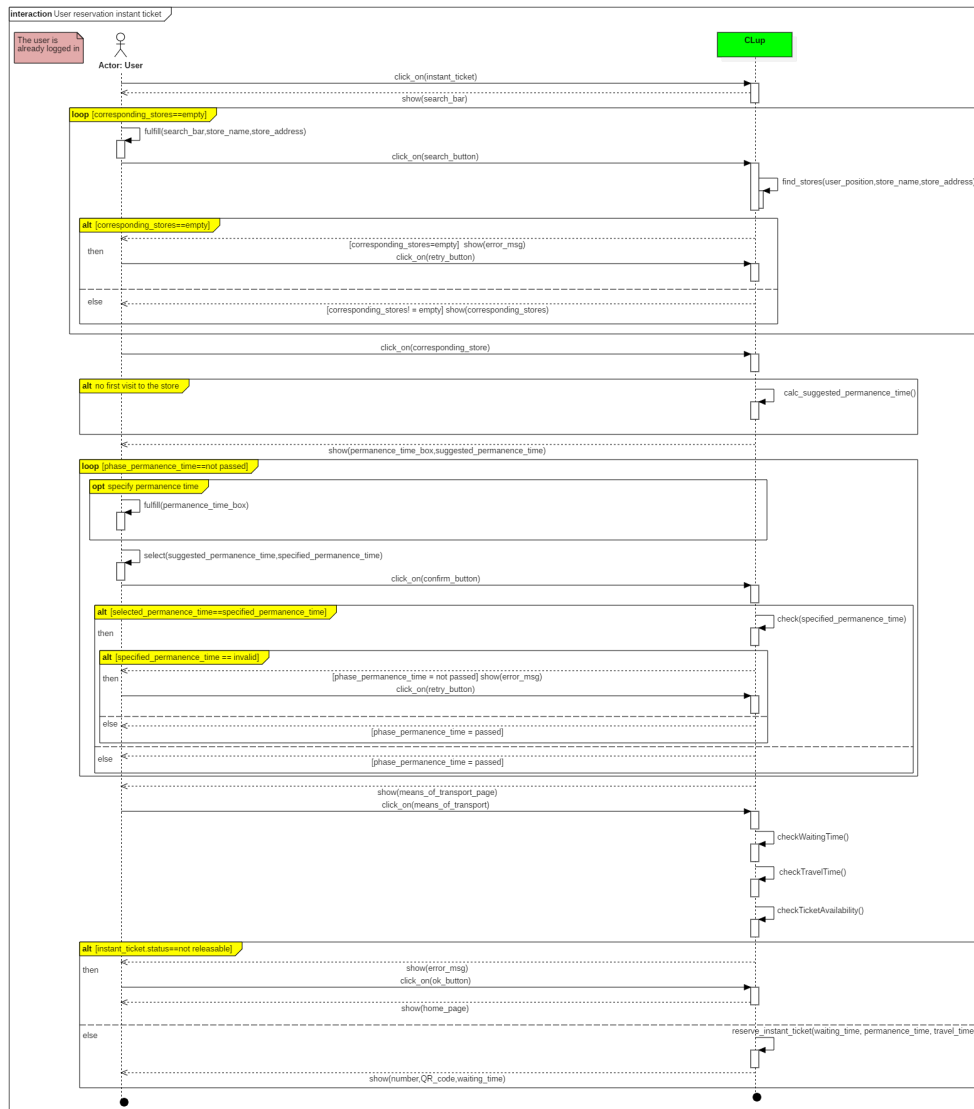 interaction User reservation instant ticket
The user is
already logged in
Actor: User
CLup
click_on(instant_ticket)
show(search_bar)
loop [corresponding_stores==empty]
fulfill(search_bar,store_name,store_address)
click_on(search_button)
find_stores(user_position,store_name,store_address)
alt [corresponding_stores==empty]
then
[corresponding_stores=empty] show(error_msg)
click_on(retry_button)
else
[corresponding_stores! = empty] show(corresponding_stores)
click_on(corresponding_store)
alt no first visit to the store
calc_suggested_permanence_time()
show(permanence_time_box,suggested_permanence_time)
loop [phase_permanence_time==not passed]
opt specify permanence time
fulfill(permanence_time_box)
select(suggested_permanence_time,specified_permanence_time)
click_on(confirm_button)
alt [selected_permanence_time==specified_permanence_time]
check(specified_permanence_time)
then
alt [specified_permanence_time == invalid]
then
[phase_permanence_time = not passed] show(error_msg)
click_on(retry_button)
else
[phase_permanence_time = passed]
else
[phase_permanence_time = passed]
show(means_of_transport_page)
click_on(means_of_transport)
checkWaitingTime()
checkTravelTime()
checkTicketAvailability()
alt [instant_ticket.status==not releasable]
then
show(error_msg)
click_on(ok_button)
show(home_page)
else
reserve_instant_ticket(waiting_time, permanence_time, travel_time
show(number,QR_code,waiting_time)